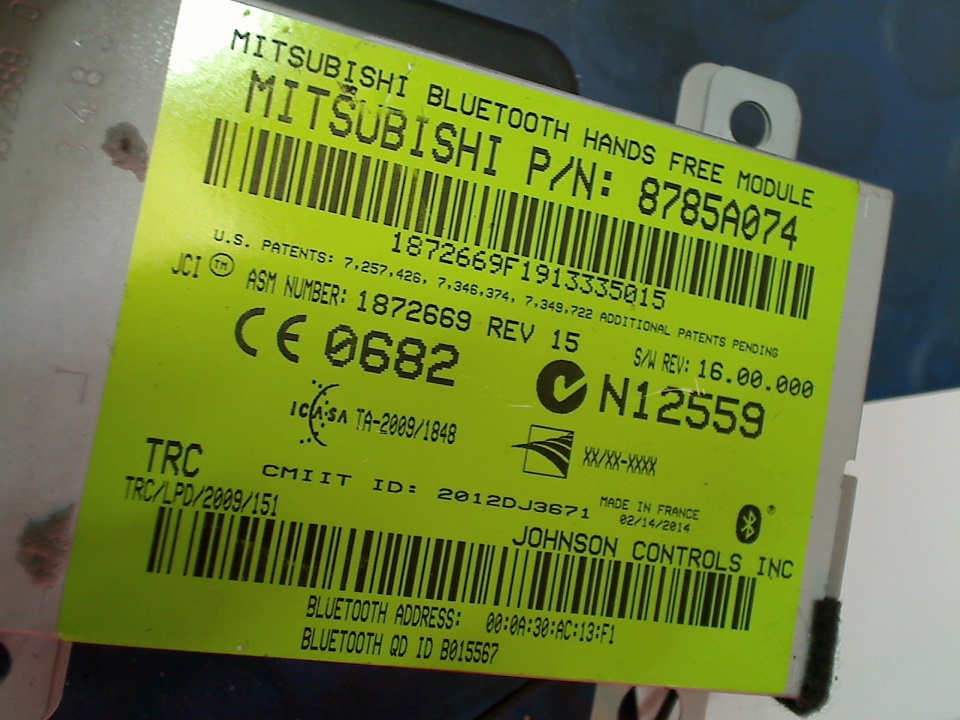 MITSUBISHI BLUETOOTH HANDS FREE MODULE
MITSUBISHI P/N: 8785A074
1872669F1913335015
U.S. PATENTS: 7,257,426, 7,346,374, 7,349,722 ADDITIONAL PATENTS PENDING
JCI TM
ASM NUMBER: 1872669 REV 15
S/W REV: 16.00.000
CE 0682
N12559
ICASA TA-2009/1848
XX/XX-XXXX
TRC
TRC/LPD/2009/151
CMIIT ID: 2012DJ3671
MADE IN FRANCE
02/14/2014
JOHNSON CONTROLS INC
BLUETOOTH ADDRESS: 00:0A:30:AC:13:F1
BLUETOOTH QD ID B015567